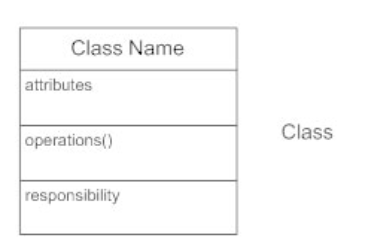 Class Name
attributes
operations()
responsibility
Class